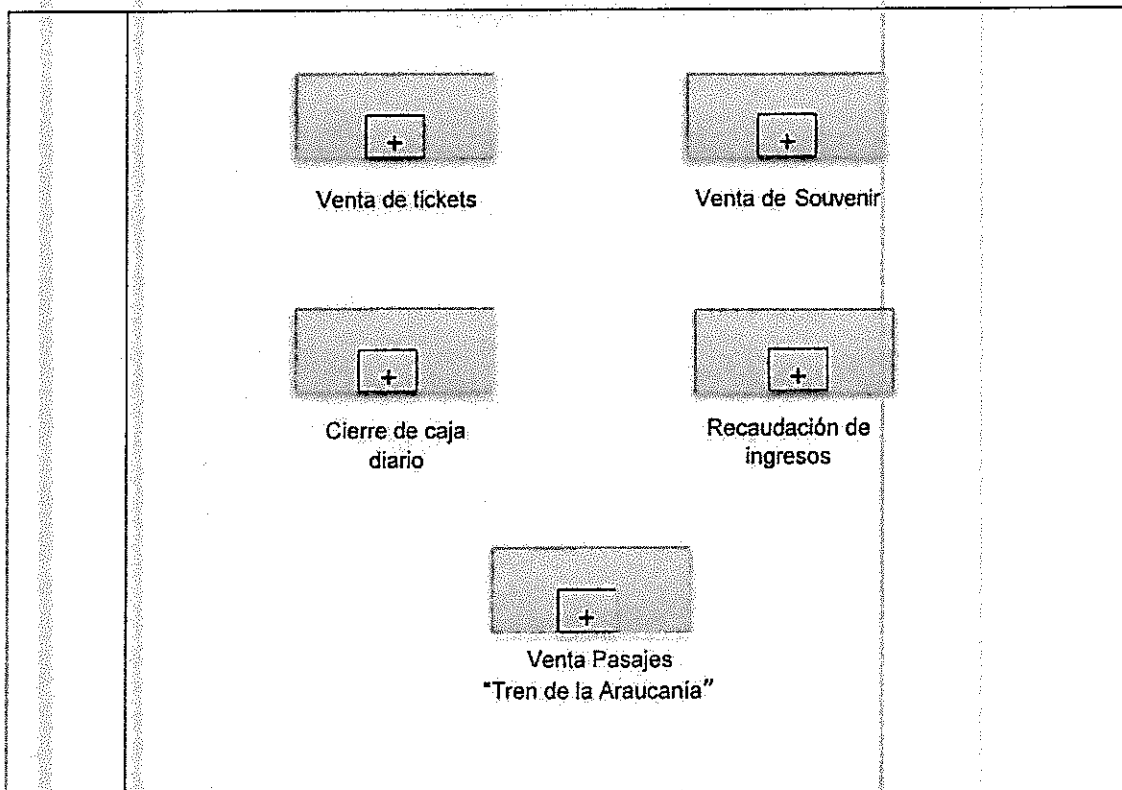 +
+
Venta de tickets
Venta de Souvenir
+
+
Cierre de caja
diario
Recaudación de
ingresos
+
Venta Pasajes
"Tren de la Araucanía"